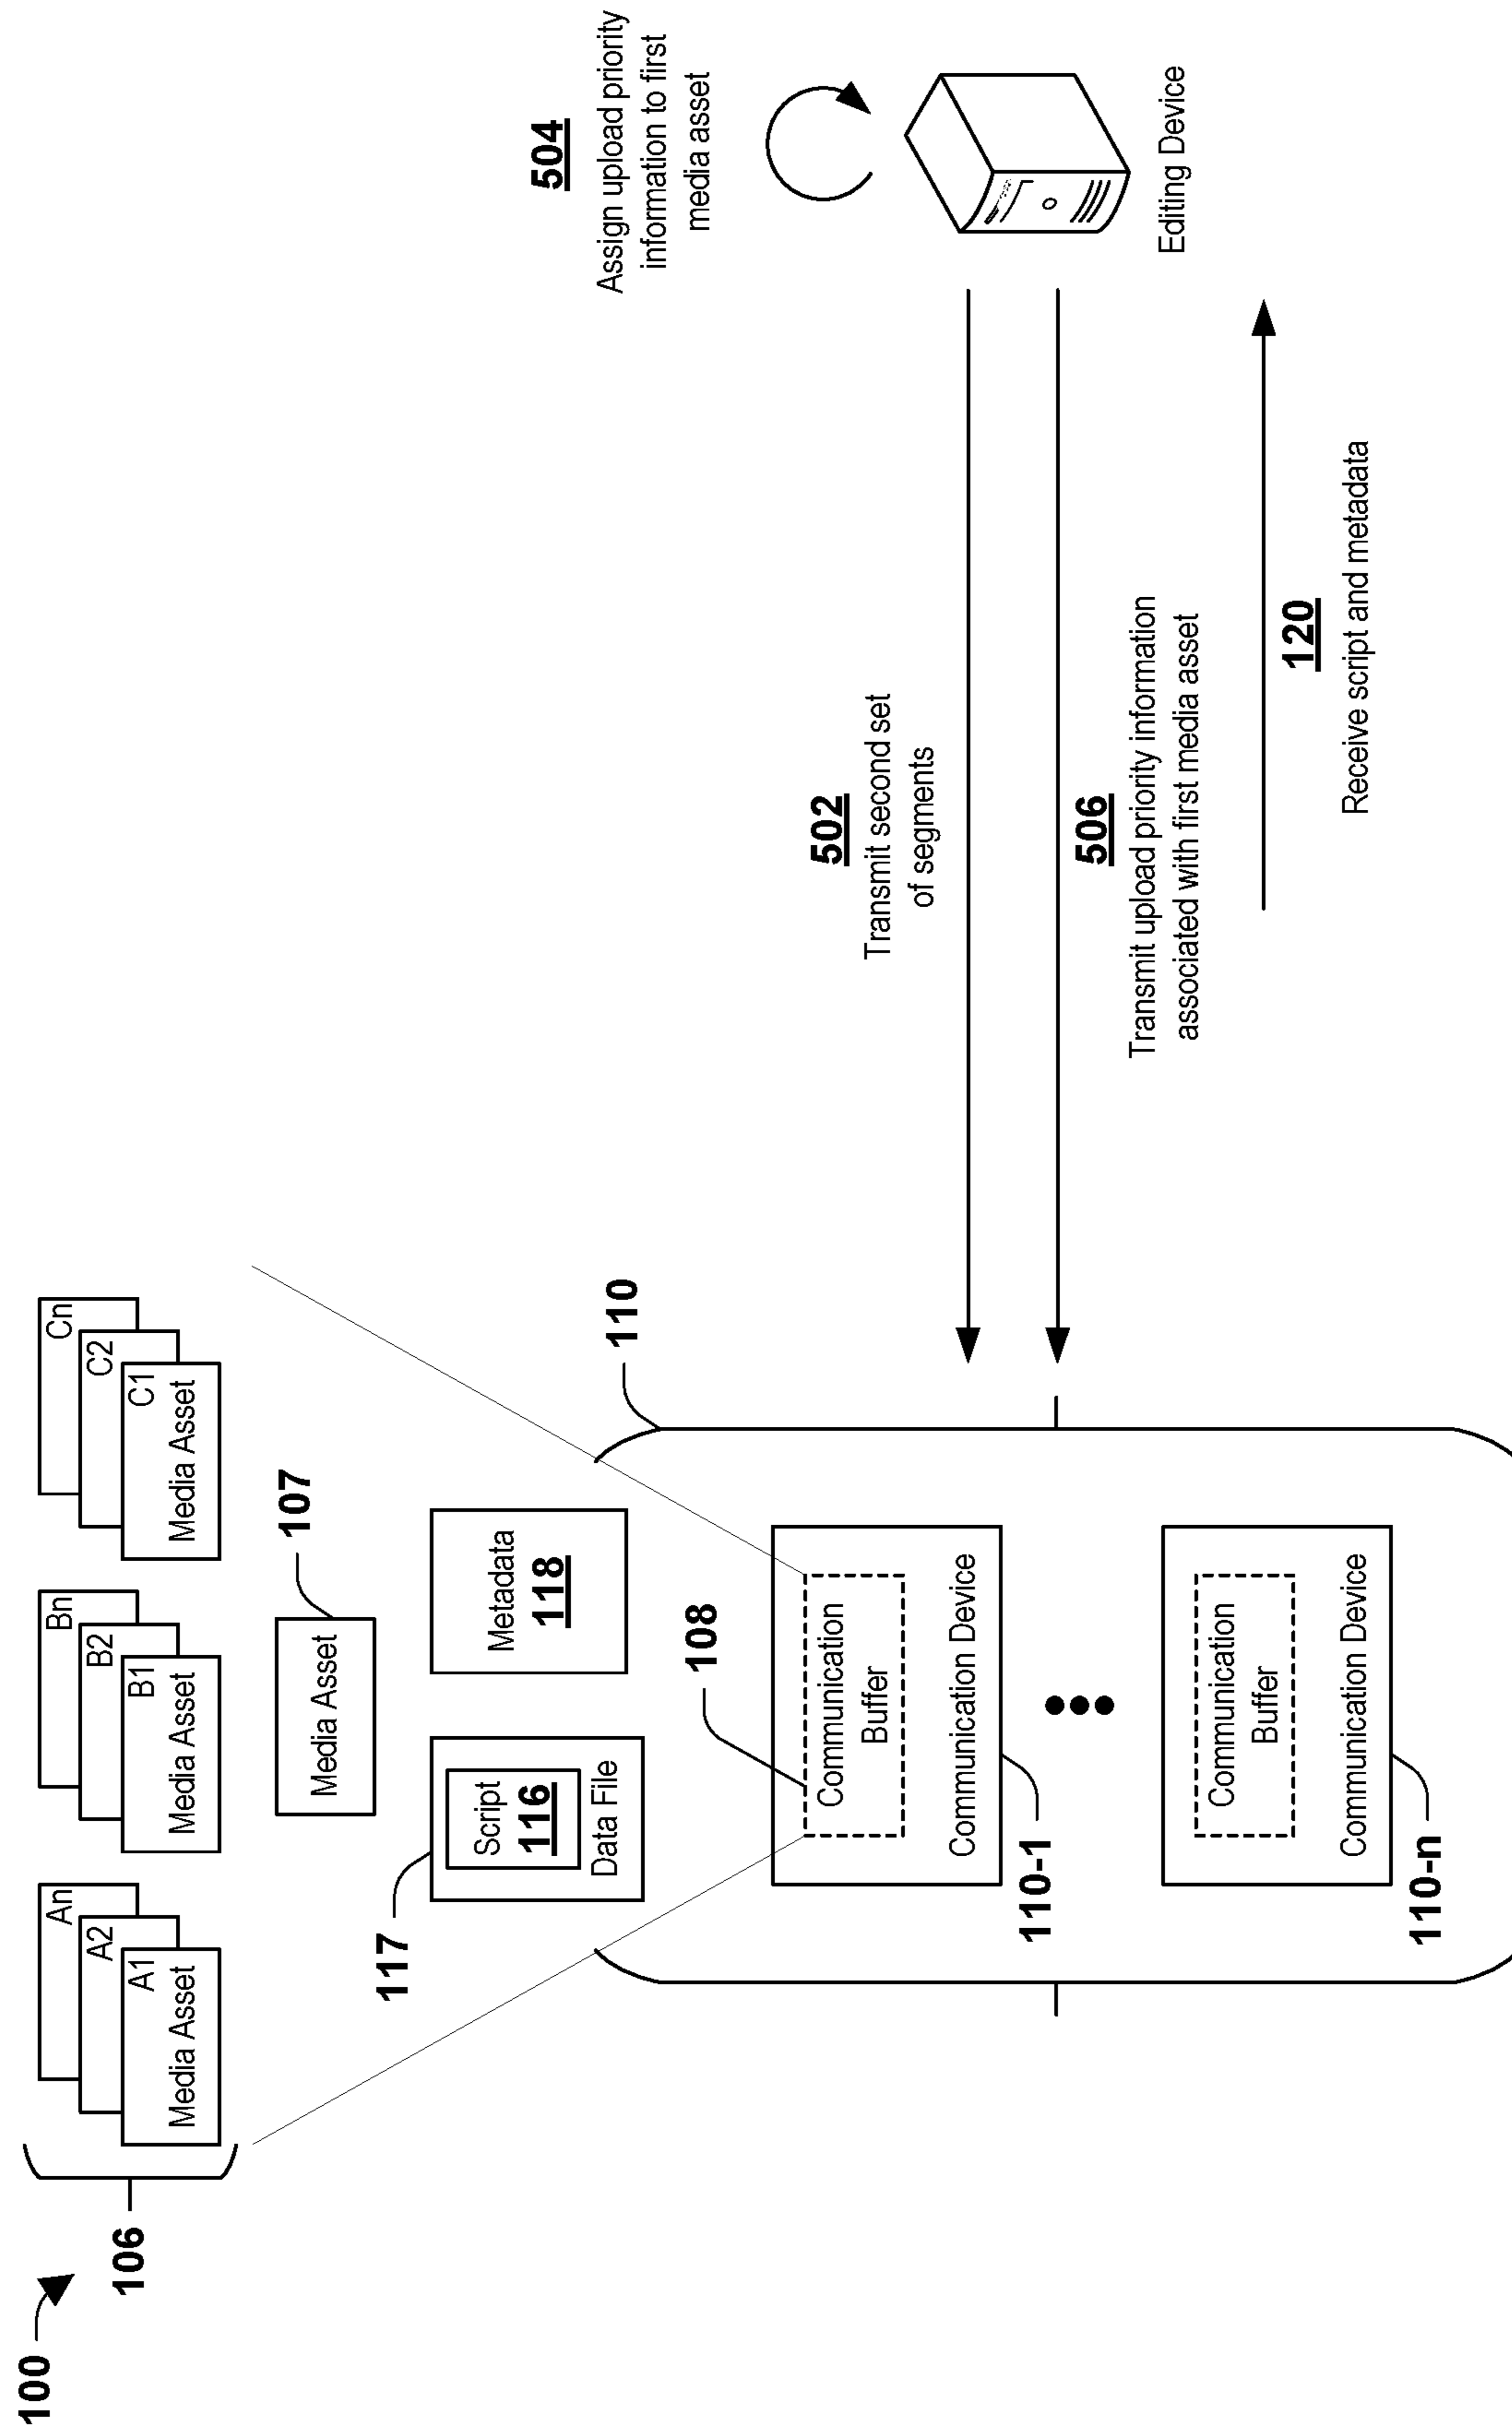 100
106
An
A2
A1
Media Asset
Bn
B2
B1
Media Asset
Cn
C2
C1
Media Asset
Media Asset
107
117
Script
116
Data File
Metadata
118
108
110
Communication
Buffer
Communication Device
110-1
Communication
Buffer
Communication Device
110-n
502
Transmit second set
of segments
506
Transmit upload priority information
associated with first media asset
120
Receive script and metadata
504
Assign upload priority
information to first
media asset
Editing Device